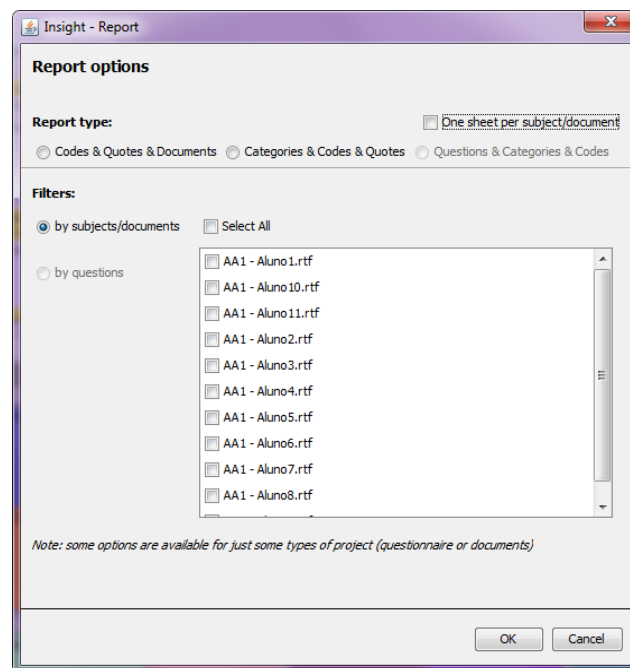 Insight - Report
Report options
Report type:
One sheet per subject/document
Codes & Quotes & Documents
Categories & Codes & Quotes
Questions & Categories & Codes
Filters:
by subjects/documents
Select All
by questions
AA1 - Aluno1.rtf
AA1 - Aluno10.rtf
AA1 - Aluno11.rtf
AA1 - Aluno2.rtf
AA1 - Aluno3.rtf
AA1 - Aluno4.rtf
AA1 - Aluno5.rtf
AA1 - Aluno6.rtf
AA1 - Aluno7.rtf
AA1 - Aluno8.rtf
Note: some options are available for just some types of project (questionnaire or documents)
OK
Cancel